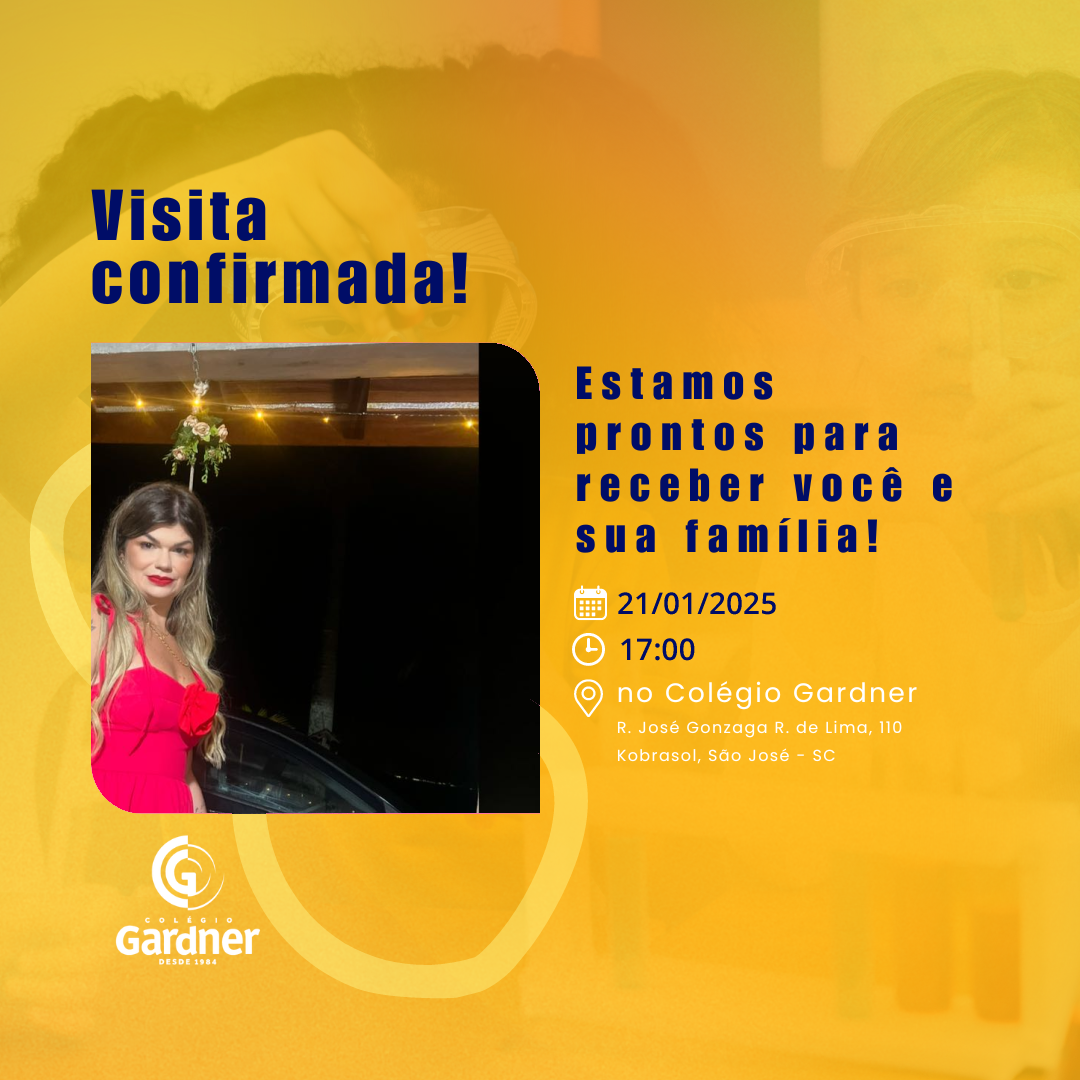 Visita
confirmada!
Estamos
prontos para
receber você e
sua família!
21/01/2025
17:00
no Colégio Gardner
R. José Gonzaga R. de Lima, 110
Kobrasol, São José - SC
G
COLÉGIO
Gardner
DESDE 1984